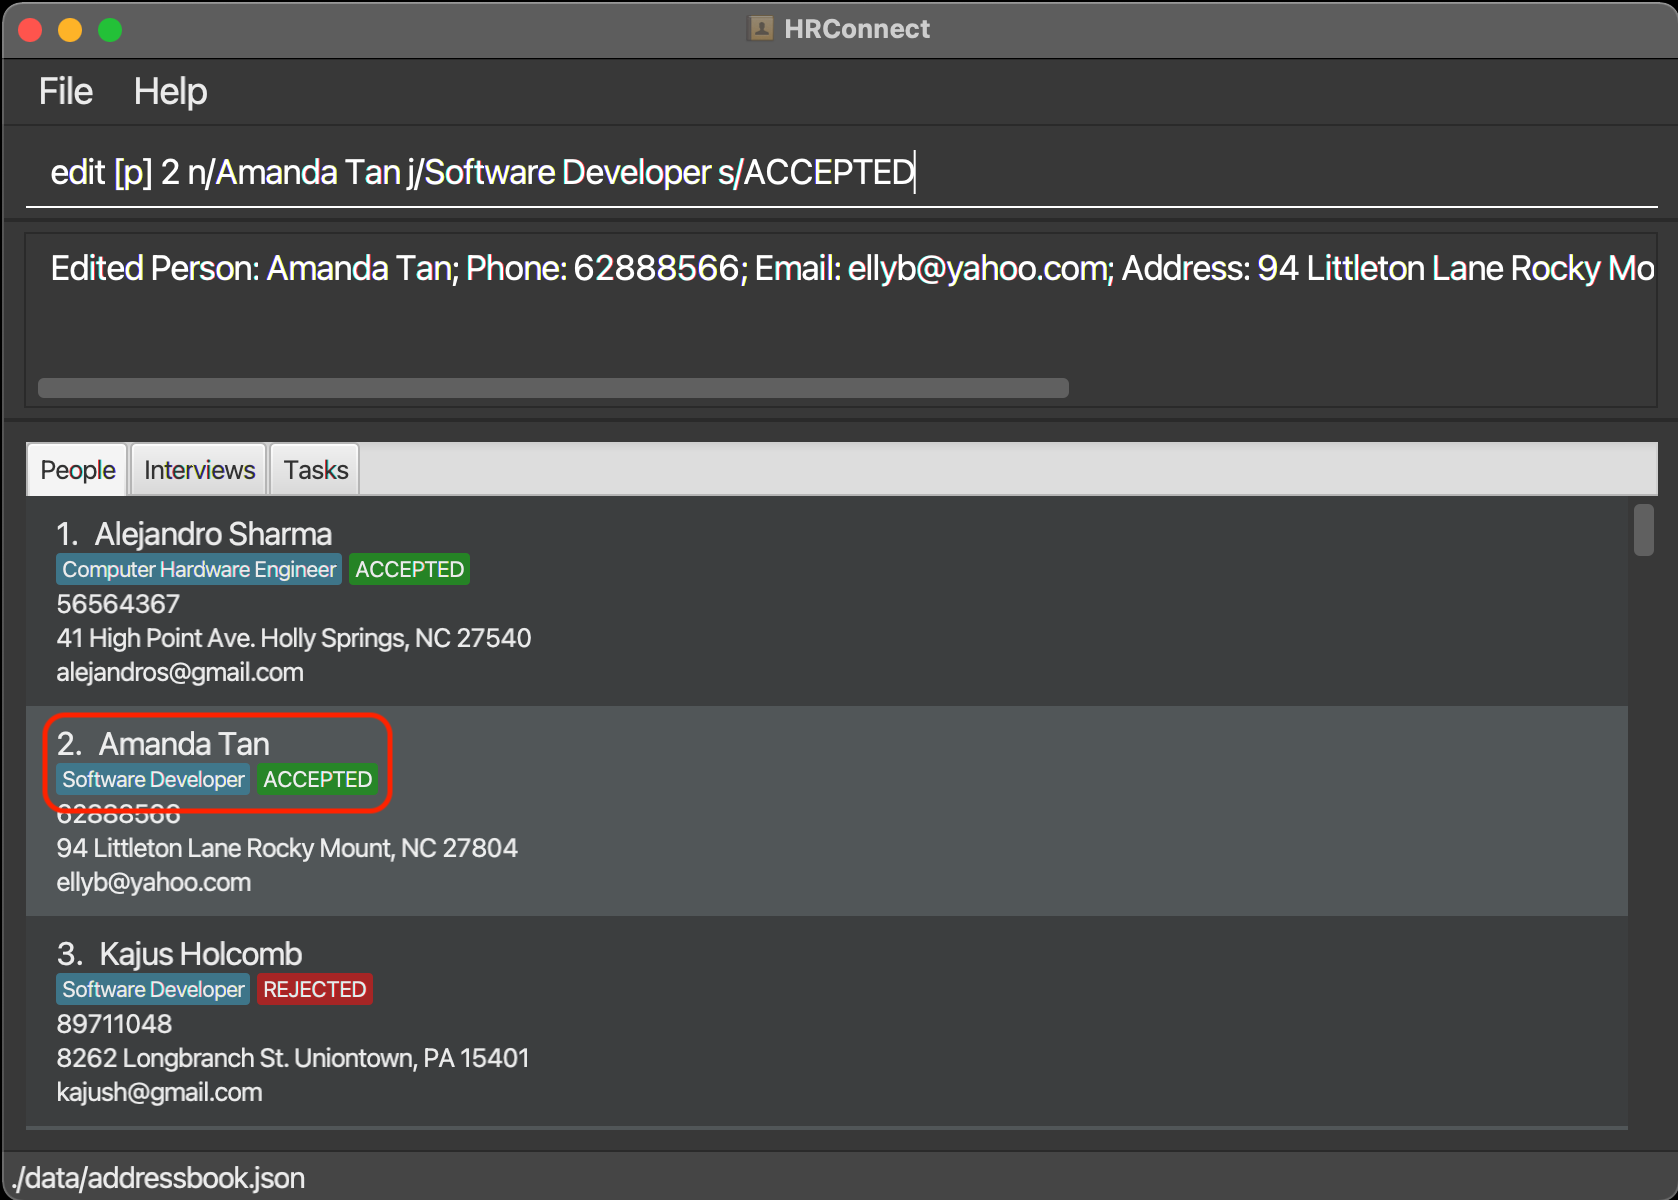 HRConnect
File Help
edit [p] 2 n/Amanda Tan j/Software Developer s/ACCEPTED
Edited Person: Amanda Tan; Phone: 62888566; Email: ellyb@yahoo.com; Address: 94 Littleton Lane Rocky Mo
People Interviews Tasks
1. Alejandro Sharma
Computer Hardware Engineer ACCEPTED
56564367
41 High Point Ave. Holly Springs, NC 27540
alejandros@gmail.com
2. Amanda Tan
Software Developer ACCEPTED
62888566
94 Littleton Lane Rocky Mount, NC 27804
ellyb@yahoo.com
3. Kajus Holcomb
Software Developer REJECTED
89711048
8262 Longbranch St. Uniontown, PA 15401
kajush@gmail.com
./data/addressbook.json